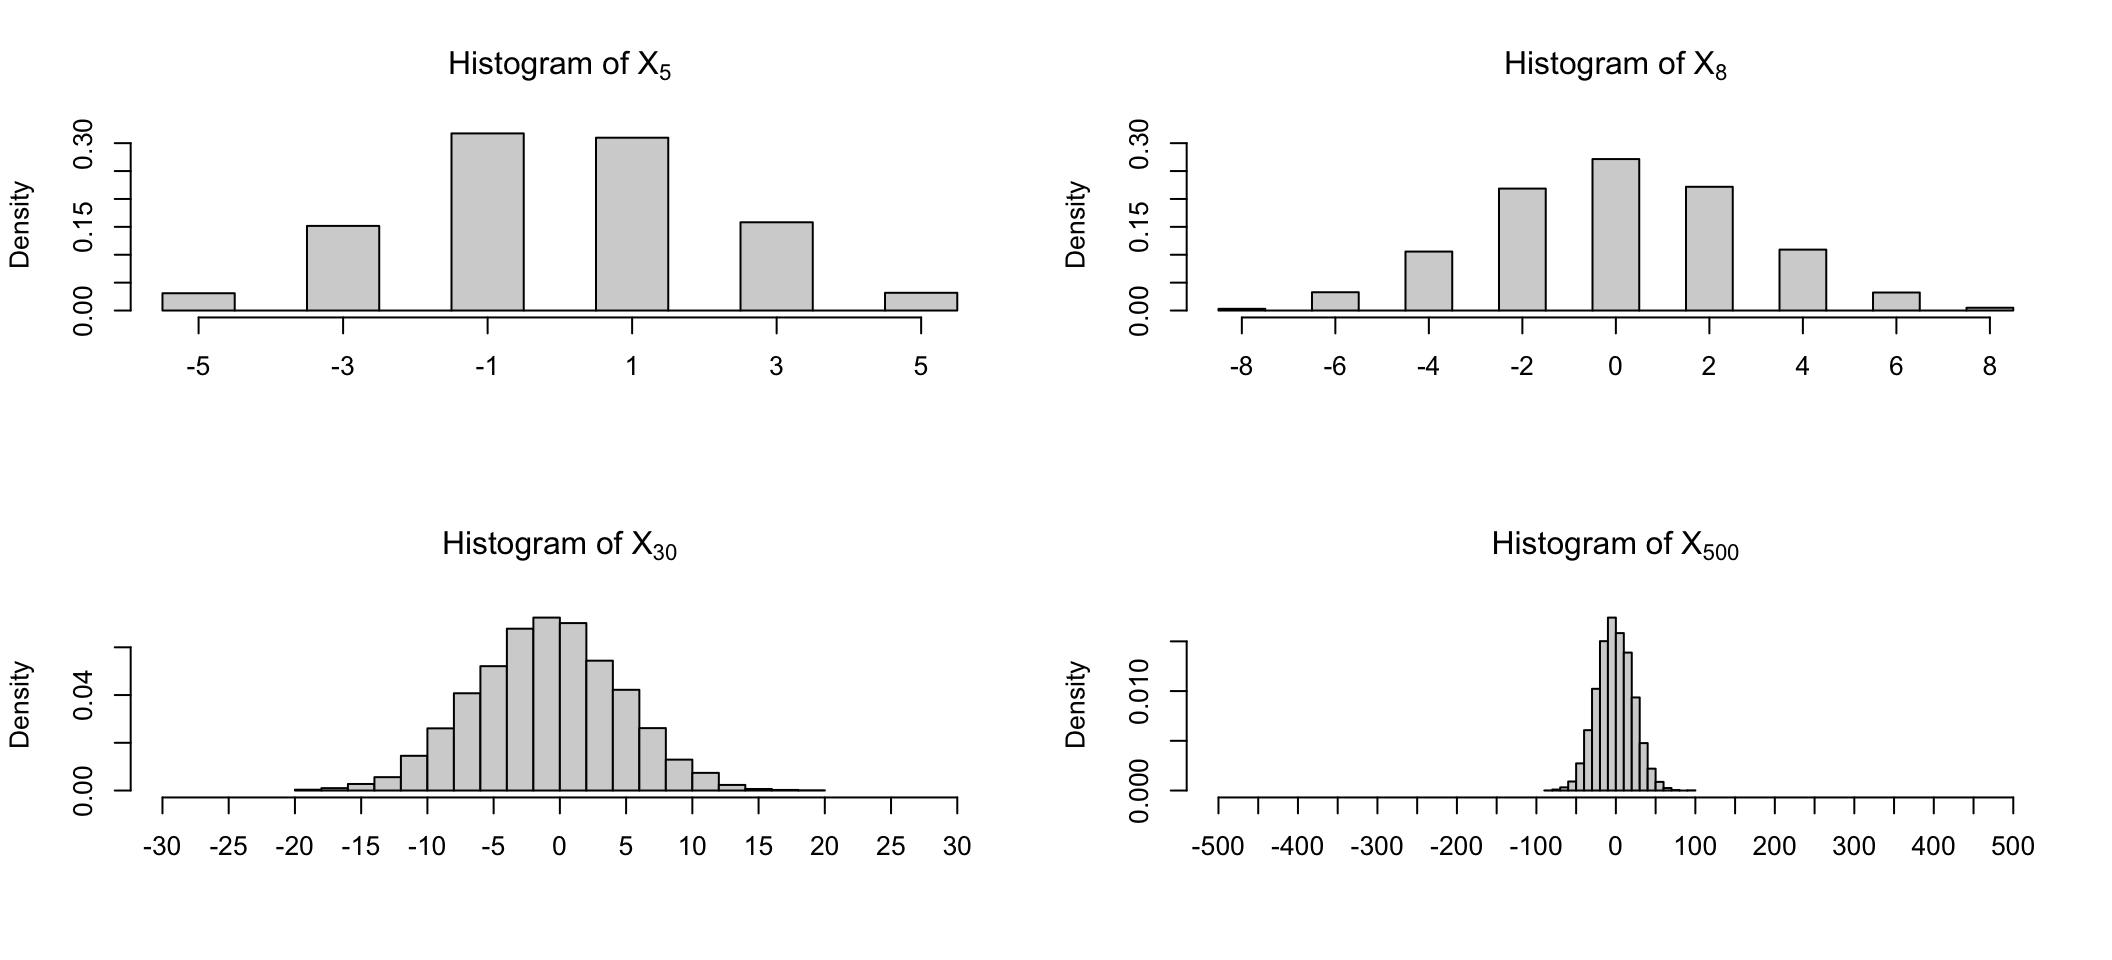 Histogram of X5
Density
0.00 0.15 0.30
-5 -3 -1 1 3 5
Histogram of X8
Density
0.00 0.15 0.30
-8 -6 -4 -2 0 2 4 6 8
Histogram of X30
Density
0.00 0.04
-30 -25 -20 -15 -10 -5 0 5 10 15 20 25 30
Histogram of X500
Density
0.000 0.010
-500 -400 -300 -200 -100 0 100 200 300 400 500